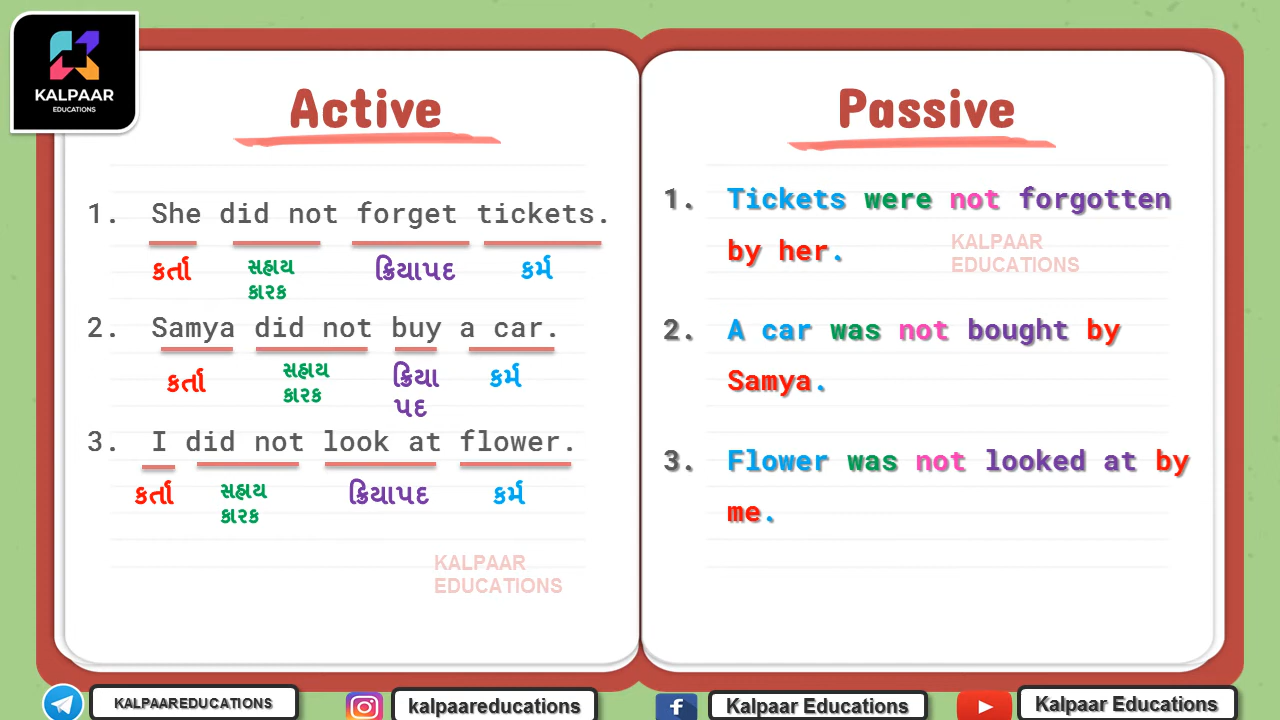 KALPAAR
EDUCATIONS
Active
1. She did not forget tickets.
કર્તા સહાય ક્રિયાપદ કર્મ
કારક
2. Samya did not buy a car.
કર્તા સહાય ક્રિયા કર્મ
કારક પદ
3. I did not look at flower.
કર્તા સહાય ક્રિયાપદ કર્મ
કારક
KALPAAR
EDUCATIONS
Passive
1. Tickets were not forgotten
by her.
KALPAAR
EDUCATIONS
2. A car was not bought by
Samya.
3. Flower was not looked at by
me.
KALPAAREDUCATIONS
kalpaareducations
Kalpaar Educations
Kalpaar Educations